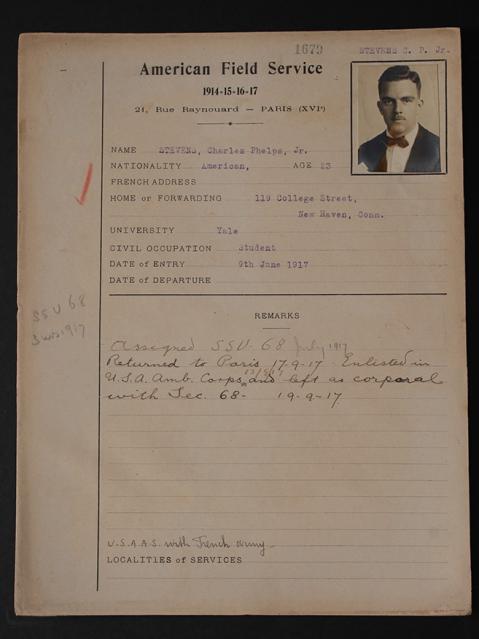 1679
STEVENS C. P. Jr.
American Field Service
1914-15-16-17
21, Rue Raynouard — PARIS (XVIe)
NAME STEVENS, Charles Phelps, Jr.
NATIONALITY American, AGE 23
FRENCH ADDRESS
HOME or FORWARDING 119 College Street,
New Haven, Conn.
UNIVERSITY Yale
CIVIL OCCUPATION Student
DATE of ENTRY 9th June 1917
DATE of DEPARTURE
REMARKS
SSU 68
1917
Assigned SSU. 68 July 1917
Returned to Paris 17-9-17 Enlisted in
U.S.A. Amb. Corps and left as corporal
with Sec. 68- 19-9-17
U.S.A.A.S. with French Army
LOCALITIES of SERVICES